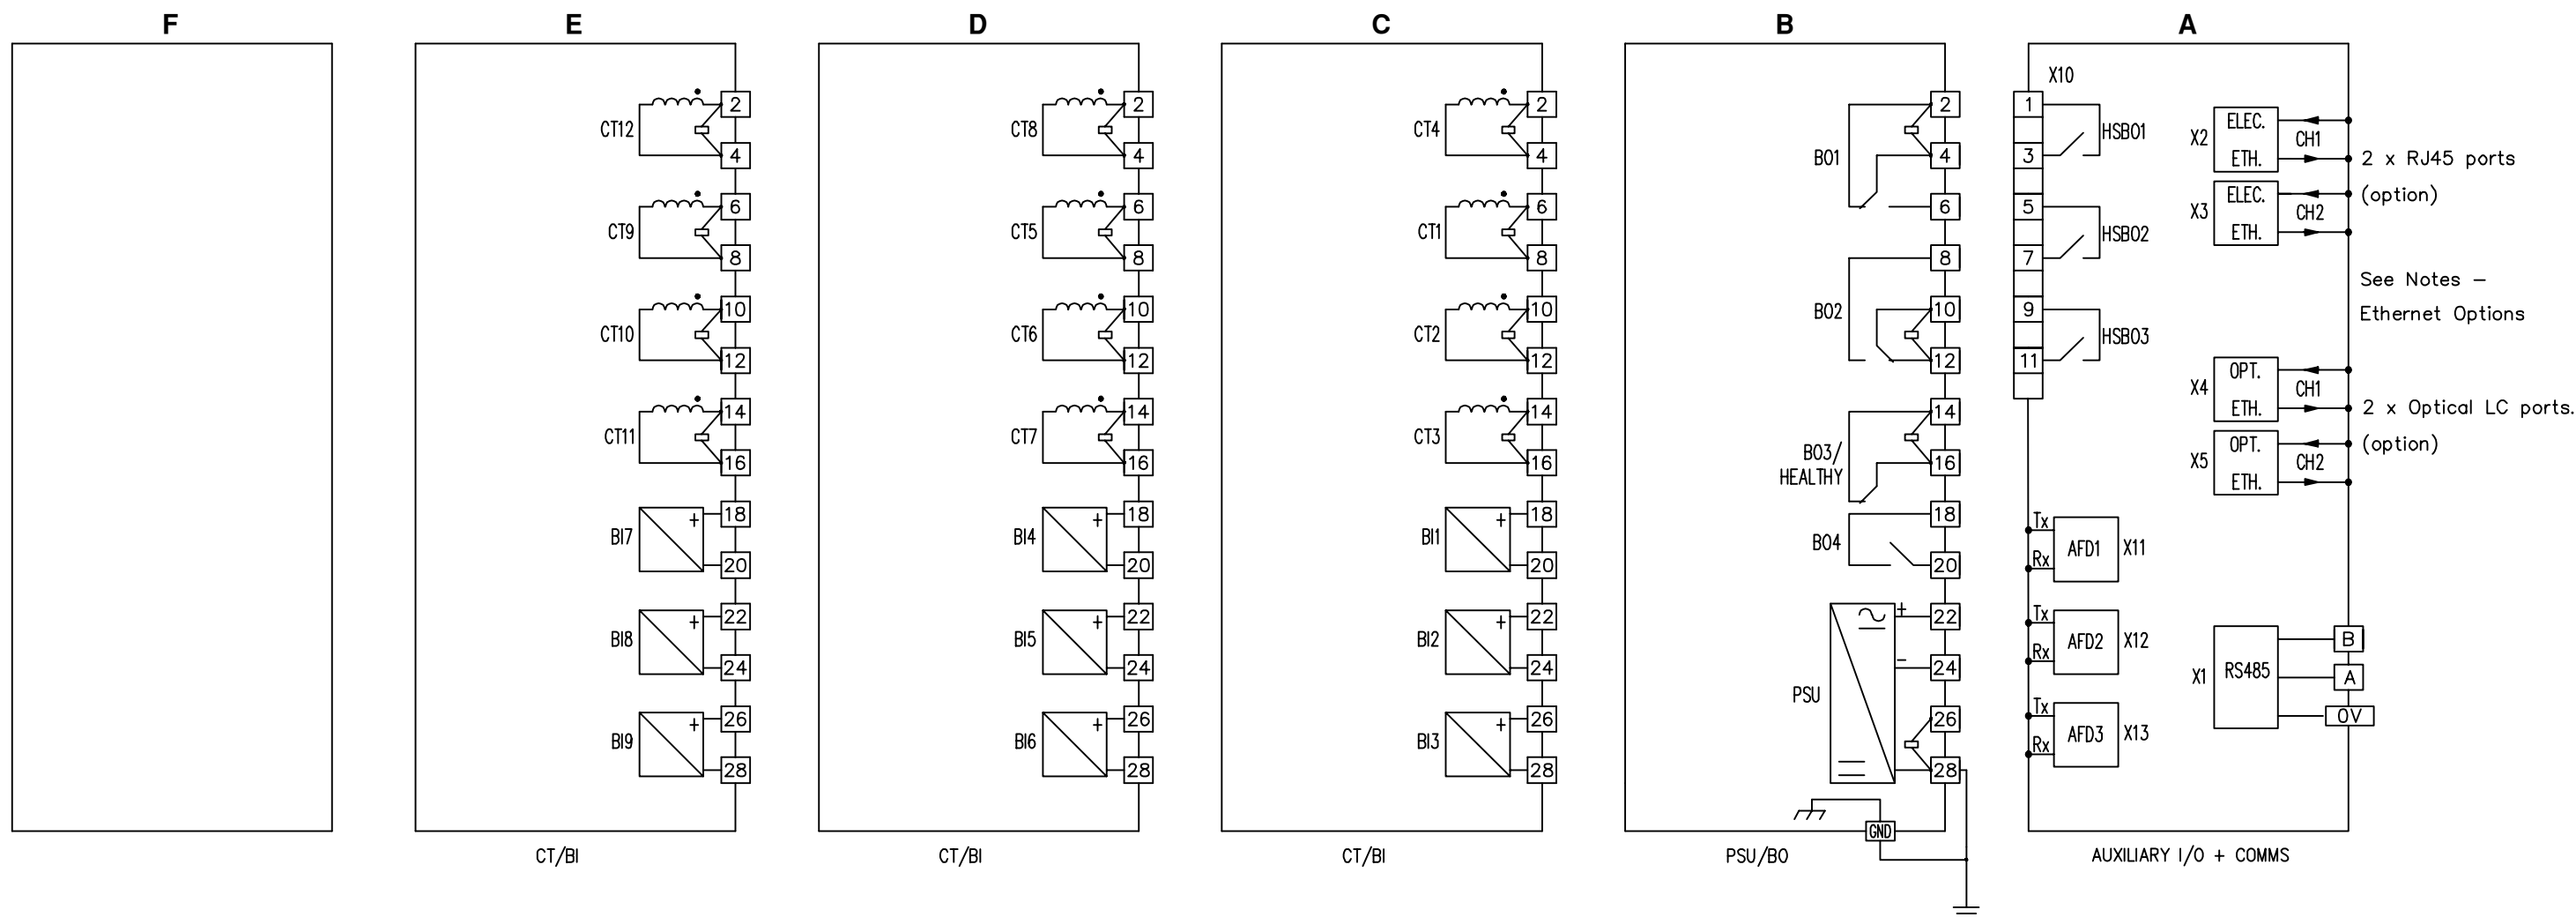 F E D C B A
CT12
2
4
CT9
6
8
CT10
10
12
CT11
14
16
BI7
+
18
20
BI8
+
22
24
BI9
+
26
28
CT/BI
CT8
2
4
CT5
6
8
CT6
10
12
CT7
14
16
BI4
+
18
20
BI5
+
22
24
BI6
+
26
28
CT/BI
CT4
2
4
CT1
6
8
CT2
10
12
CT3
14
16
BI1
+
18
20
BI2
+
22
24
BI3
+
26
28
CT/BI
BO1
2
4
6
BO2
8
10
12
BO3/
HEALTHY
14
16
BO4
18
20
PSU
+
22
−
24
26
28
GND
PSU/BO
X10
1
3
HSBO1
5
7
HSBO2
9
11
HSBO3
X2
ELEC.
ETH.
CH1
X3
ELEC.
ETH.
CH2
2 x RJ45 ports
(option)
See Notes –
Ethernet Options
X4
OPT.
ETH.
CH1
X5
OPT.
ETH.
CH2
2 x Optical LC ports.
(option)
Tx
Rx
AFD1
X11
Tx
Rx
AFD2
X12
Tx
Rx
AFD3
X13
X1
RS485
B
A
0V
AUXILIARY I/O + COMMS